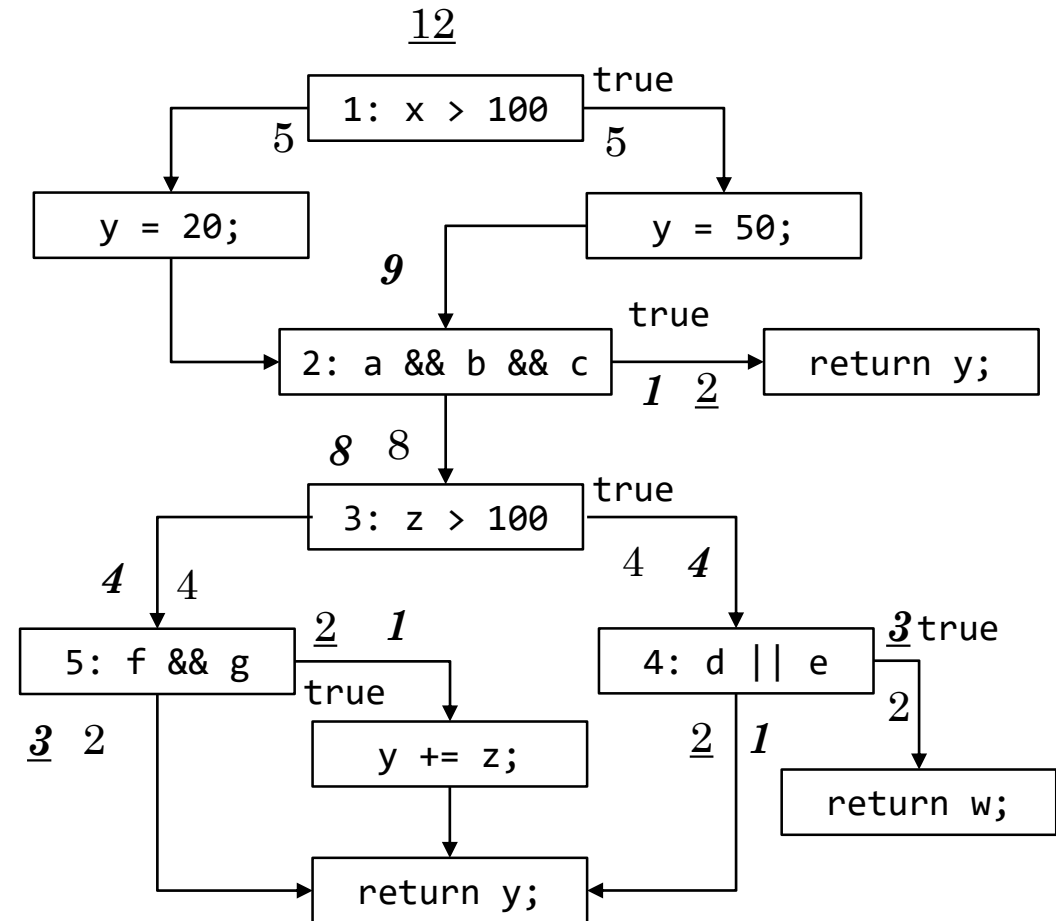 12
1: x > 100
true
5
5
y = 20;
y = 50;
9
2: a && b && c
true
return y;
1 2
8 8
3: z > 100
true
4 4
4 4
5: f && g
2 1
true
4: d || e
3 true
3 2
2 1
2
y += z;
return w;
return y;